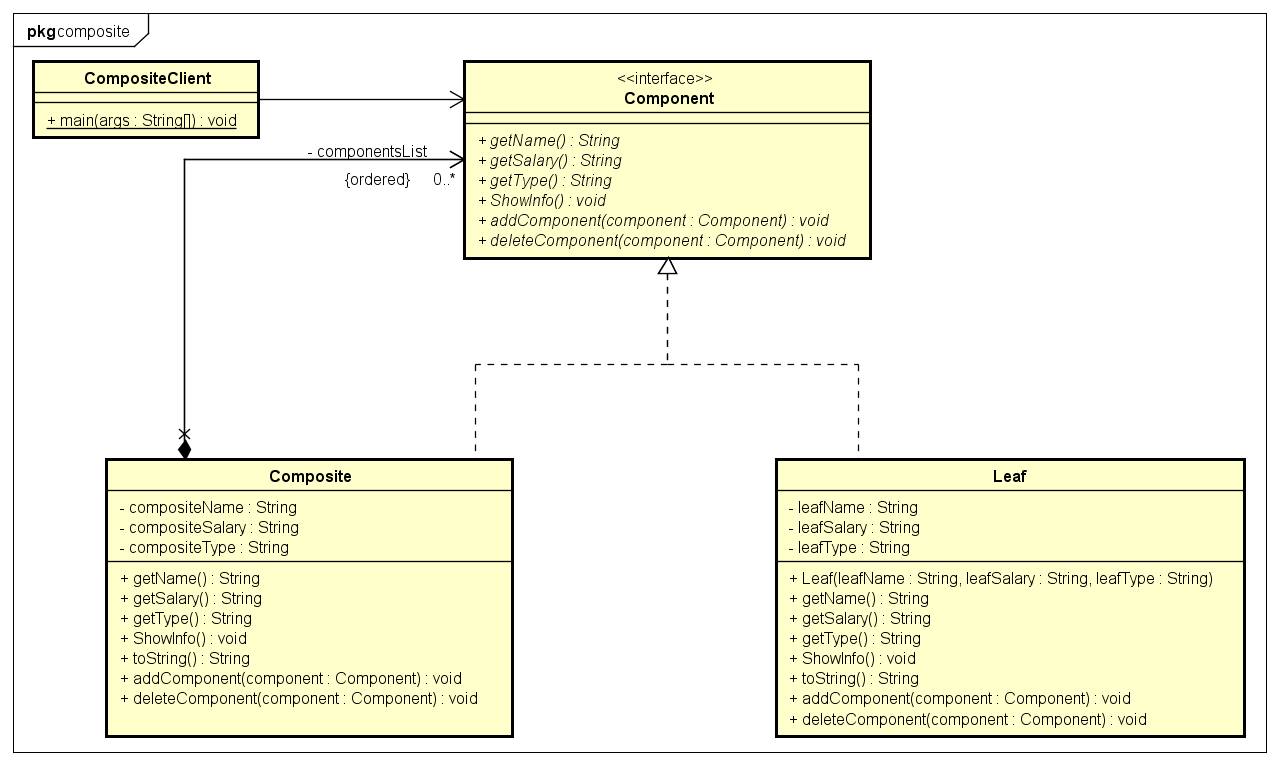 pkg composite
CompositeClient
+ main(args : String[]) : void
<<interface>>
Component
+ getName() : String
+ getSalary() : String
+ getType() : String
+ ShowInfo() : void
+ addComponent(component : Component) : void
+ deleteComponent(component : Component) : void
- componentsList
{ordered} 0..*
Composite
- compositeName : String
- compositeSalary : String
- compositeType : String
+ getName() : String
+ getSalary() : String
+ getType() : String
+ ShowInfo() : void
+ toString() : String
+ addComponent(component : Component) : void
+ deleteComponent(component : Component) : void
Leaf
- leafName : String
- leafSalary : String
- leafType : String
+ Leaf(leafName : String, leafSalary : String, leafType : String)
+ getName() : String
+ getSalary() : String
+ getType() : String
+ ShowInfo() : void
+ toString() : String
+ addComponent(component : Component) : void
+ deleteComponent(component : Component) : void